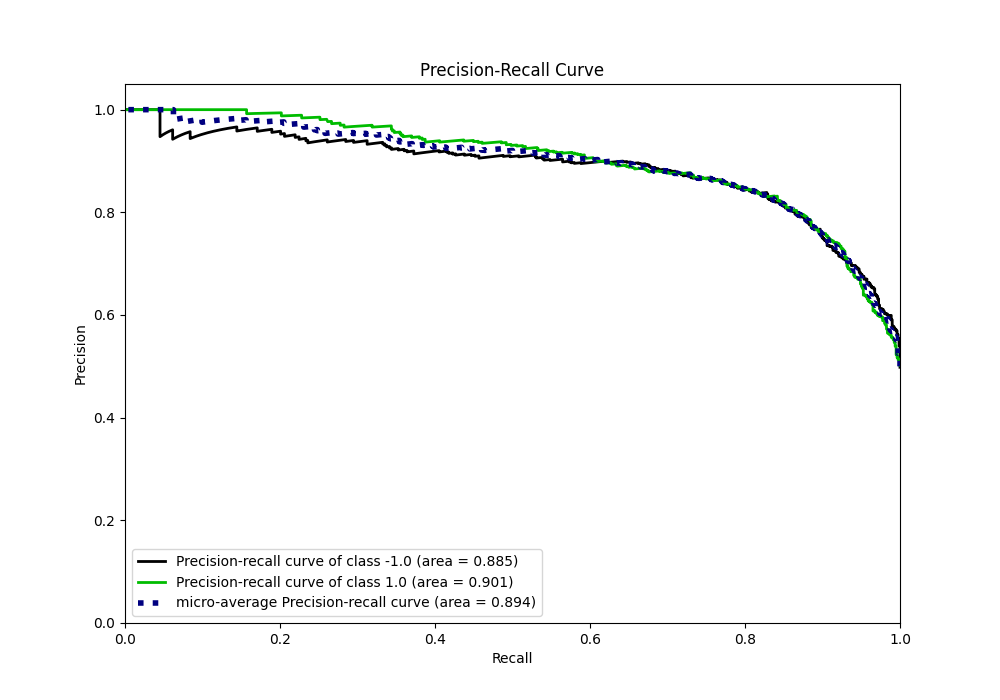 Precision-Recall Curve
1.0
0.8
0.6
0.4
0.2
0.0
Precision
Precision-recall curve of class -1.0 (area = 0.885)
Precision-recall curve of class 1.0 (area = 0.901)
micro-average Precision-recall curve (area = 0.894)
0.0 0.2 0.4 0.6 0.8 1.0
Recall